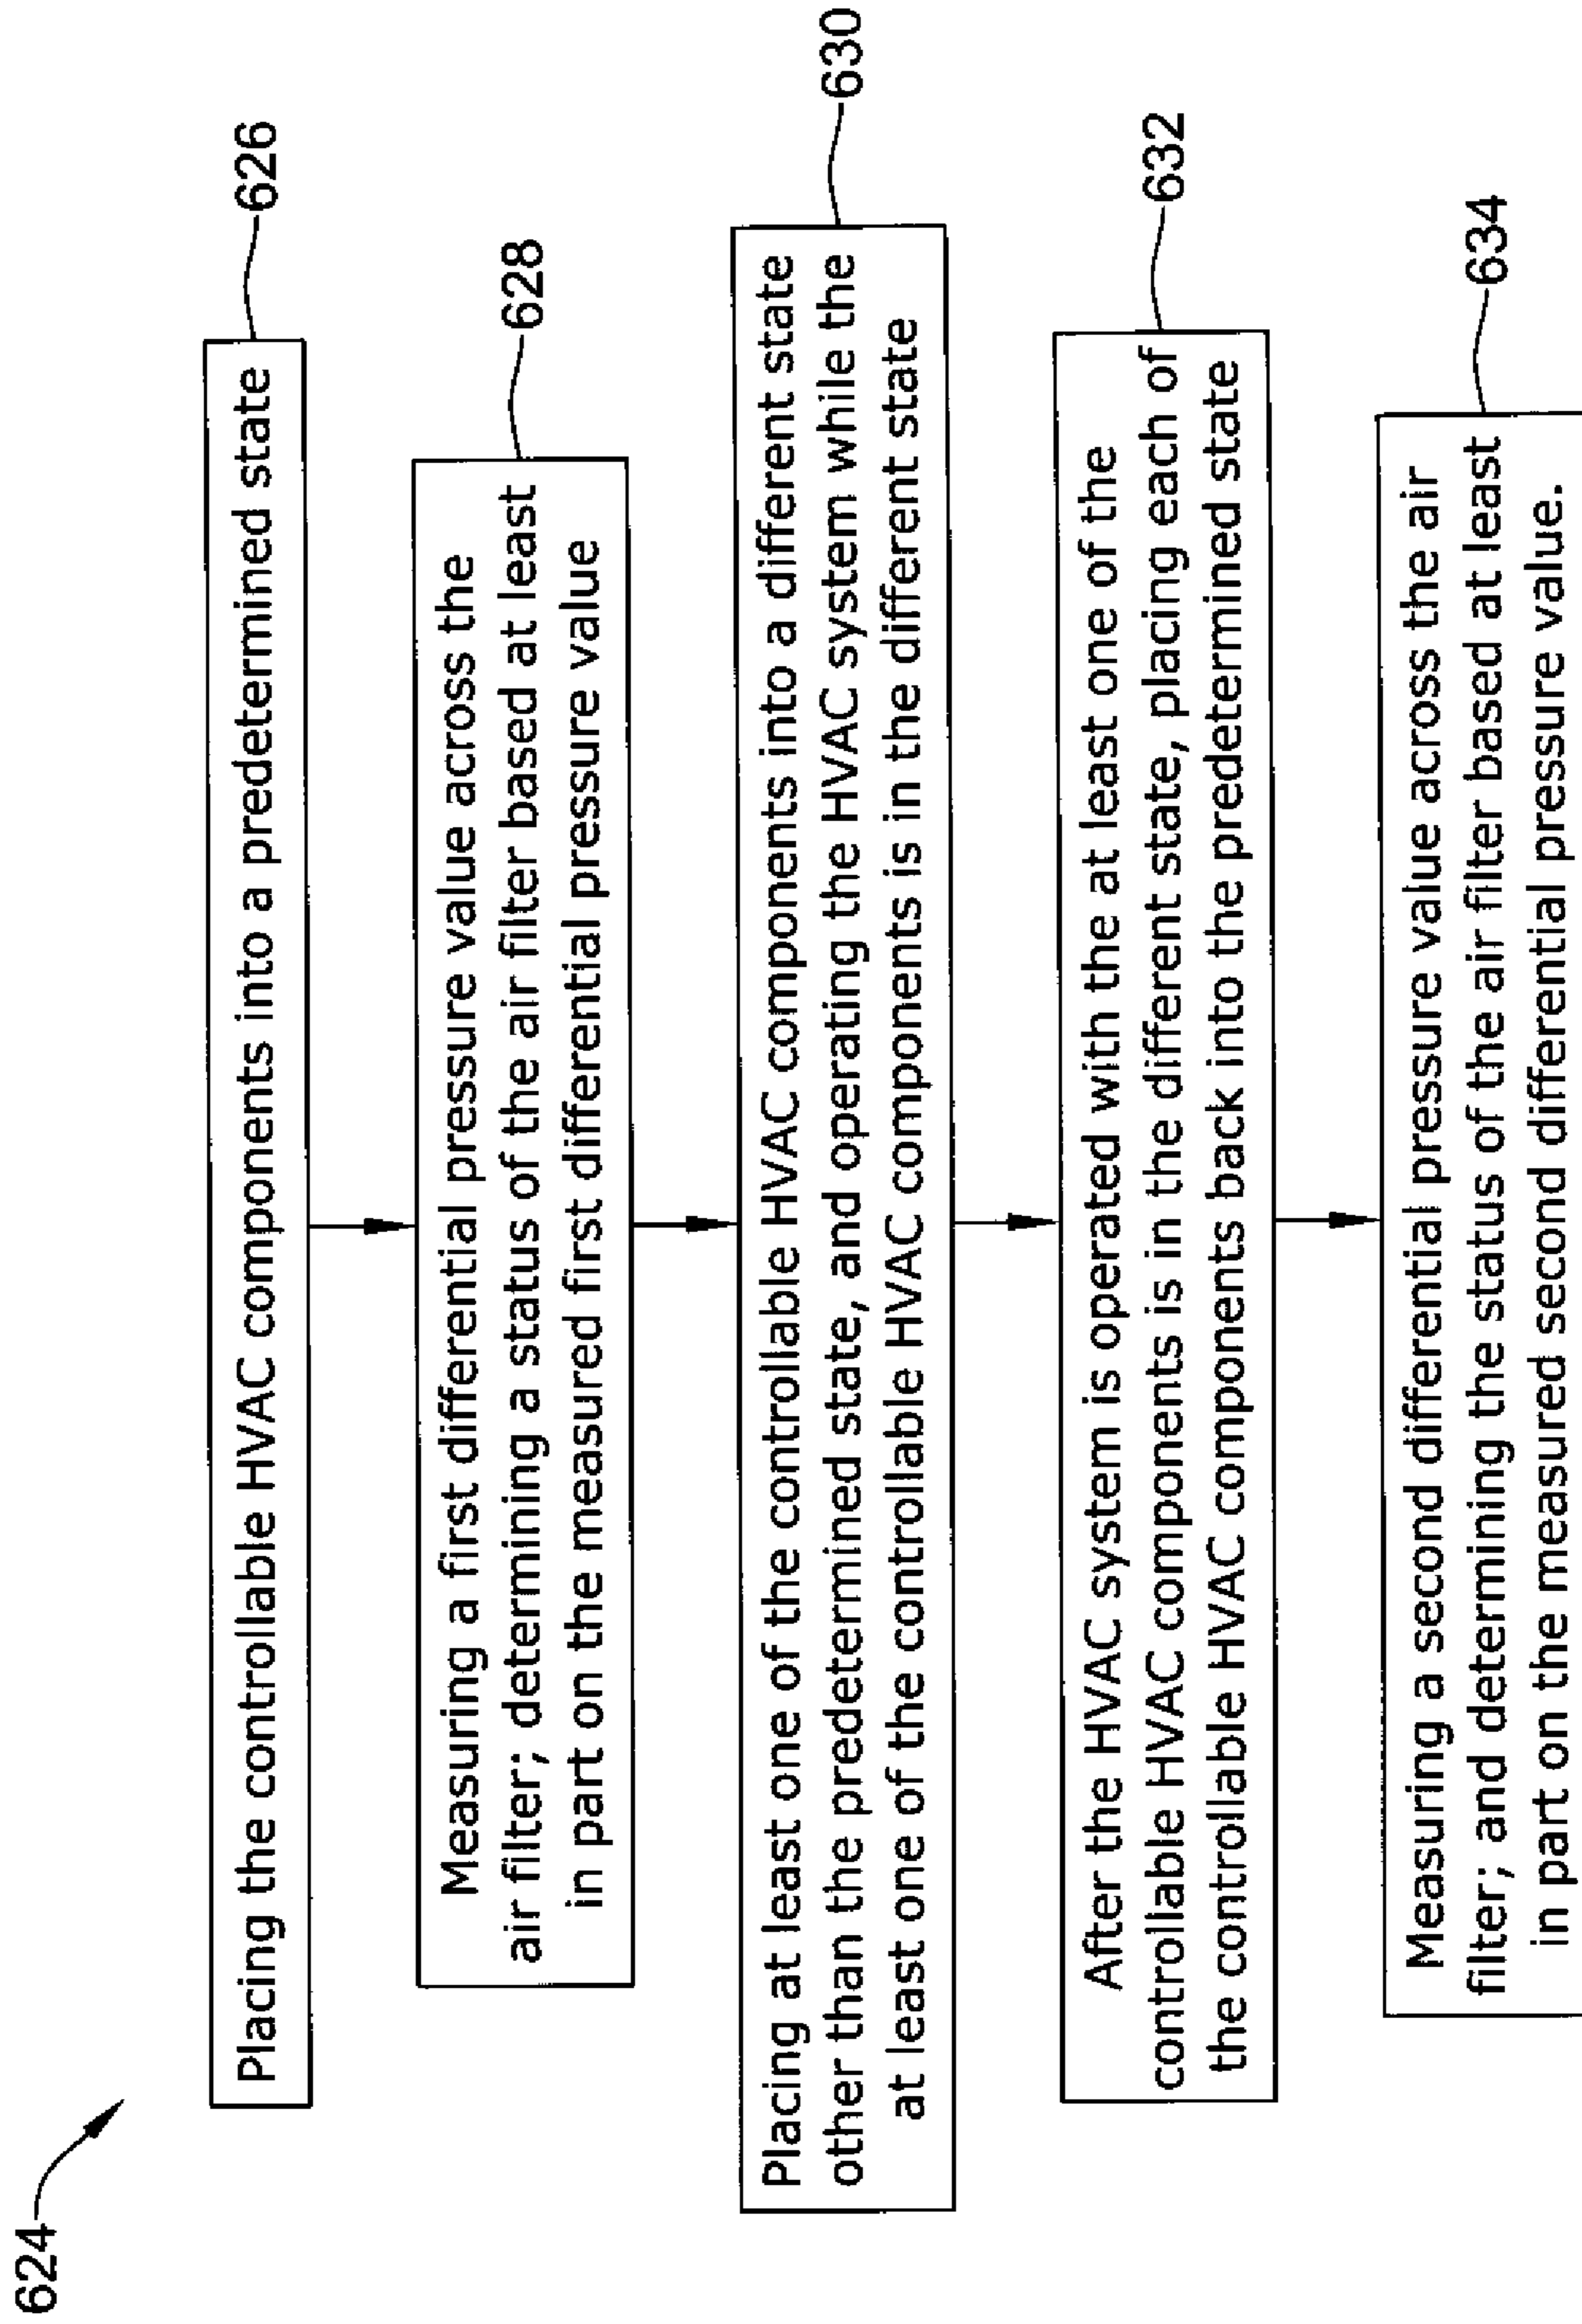 624
Placing the controllable HVAC components into a predetermined state
626
Measuring a first differential pressure value across the
air filter; determining a status of the air filter based at least
in part on the measured first differential pressure value
628
Placing at least one of the controllable HVAC components into a different state
other than the predetermined state, and operating the HVAC system while the
at least one of the controllable HVAC components is in the different state
630
After the HVAC system is operated with the at least one of the
controllable HVAC components is in the different state, placing each of
the controllable HVAC components back into the predetermined state
632
Measuring a second differential pressure value across the air
filter; and determining the status of the air filter based at least
in part on the measured second differential pressure value.
634